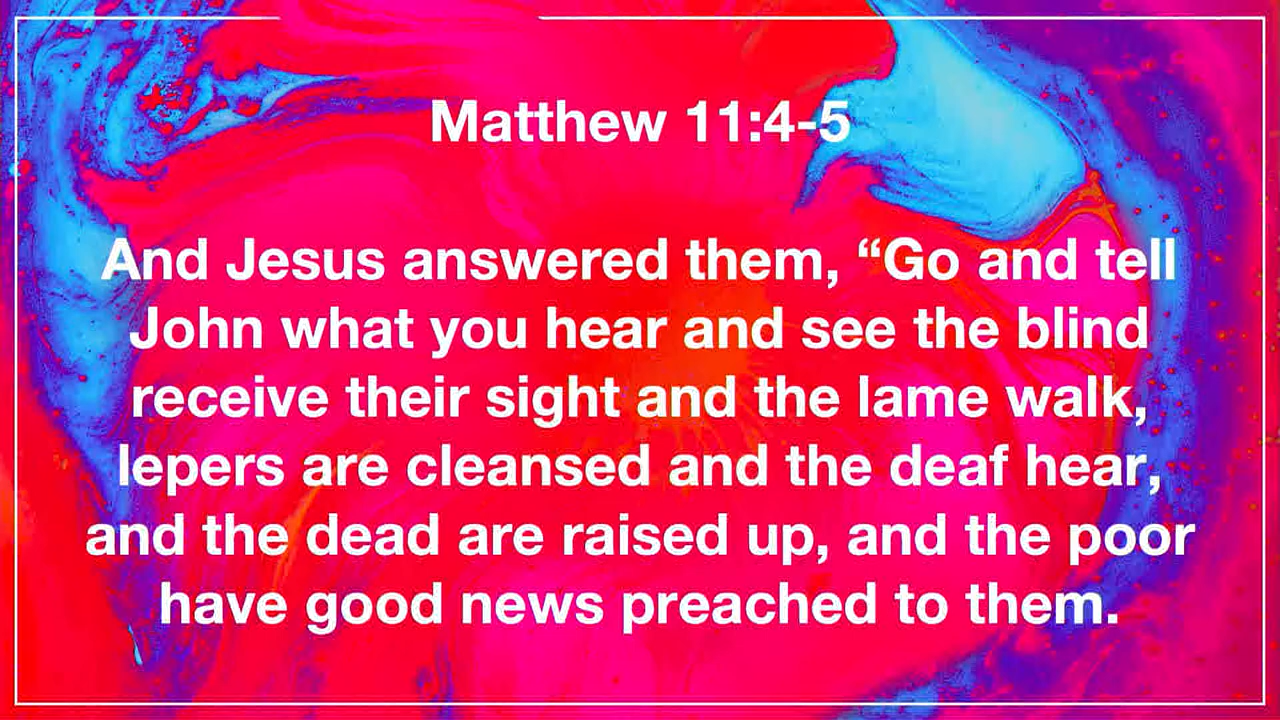 Matthew 11:4-5
And Jesus answered them, “Go and tell
John what you hear and see the blind
receive their sight and the lame walk,
lepers are cleansed and the deaf hear,
and the dead are raised up, and the poor
have good news preached to them.